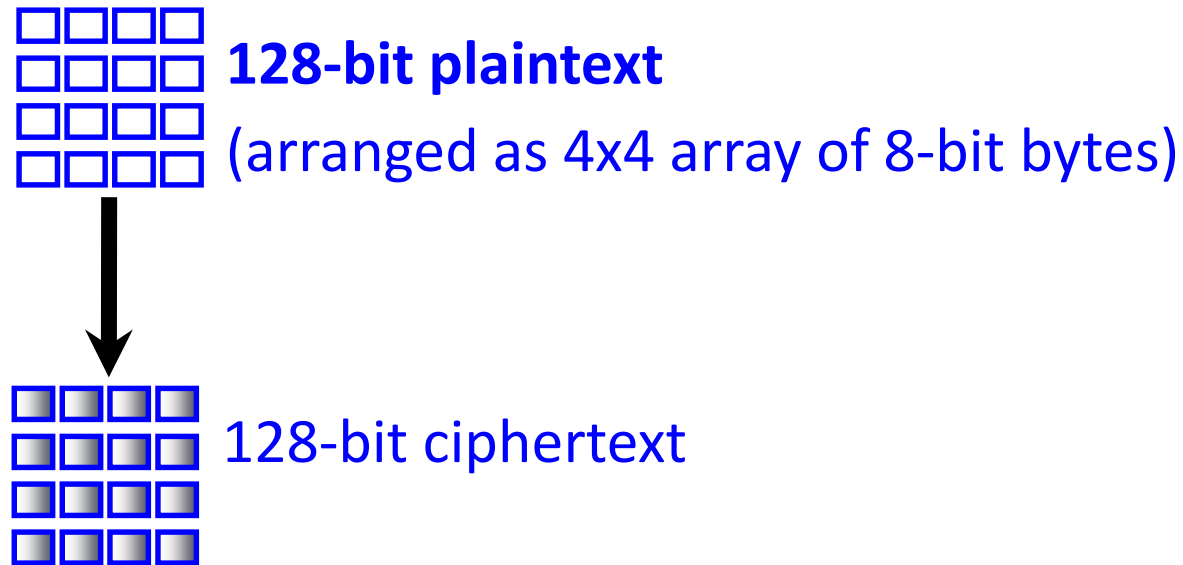 128-bit plaintext
(arranged as 4x4 array of 8-bit bytes)
128-bit ciphertext